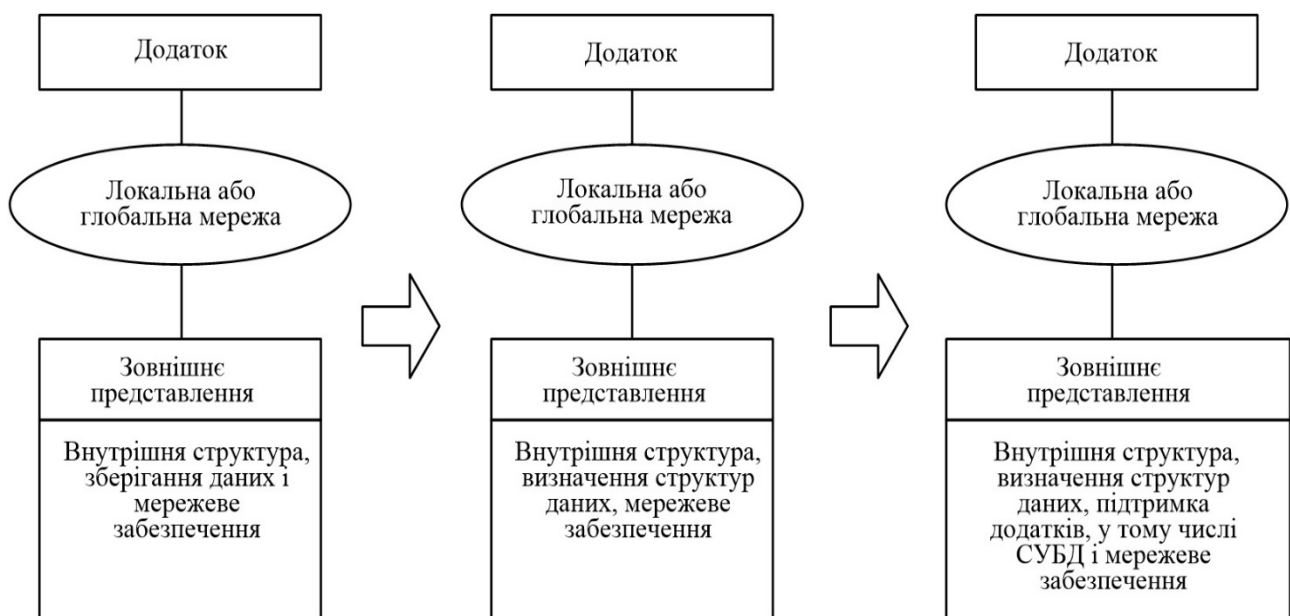 Додаток
Локальна або
глобальна мережа
Зовнішнє
представлення
Внутрішня структура,
зберігання даних і
мережеве
забезпечення
Додаток
Локальна або
глобальна мережа
Зовнішнє
представлення
Внутрішня структура,
визначення структур
даних, мережеве
забезпечення
Додаток
Локальна або
глобальна мережа
Зовнішнє
представлення
Внутрішня структура,
визначення структур
даних, підтримка
додатків, у тому числі
СУБД і мережеве
забезпечення